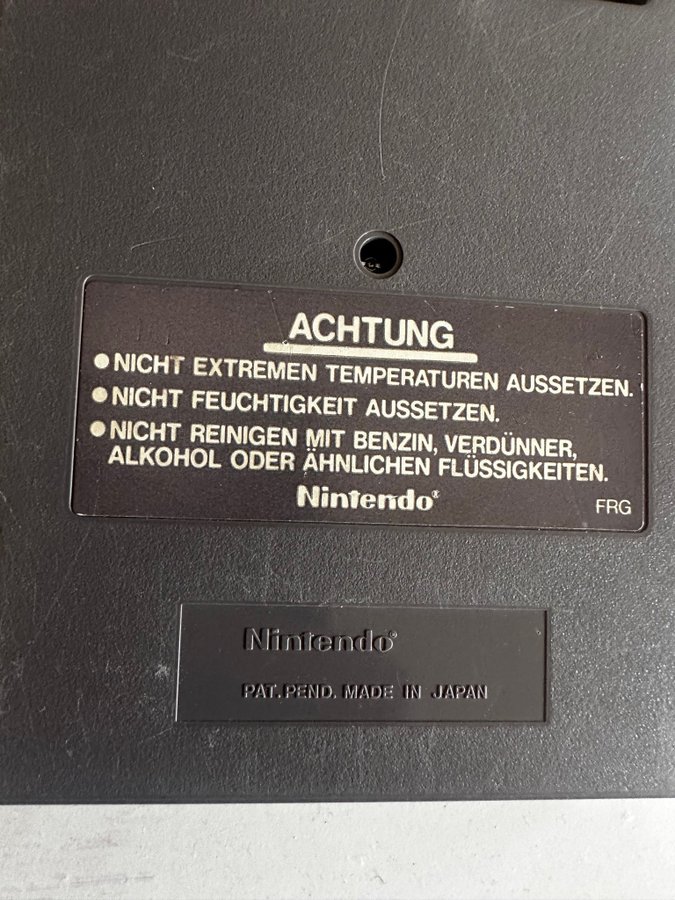 ACHTUNG
●NICHT EXTREMEN TEMPERATUREN AUSSETZEN.
●NICHT FEUCHTIGKEIT AUSSETZEN.
●NICHT REINIGEN MIT BENZIN, VERDÜNNER,
ALKOHOL ODER ÄHNLICHEN FLÜSSIGKEITEN.
Nintendo®
FRG
Nintendo®
PAT. PEND. MADE IN JAPAN